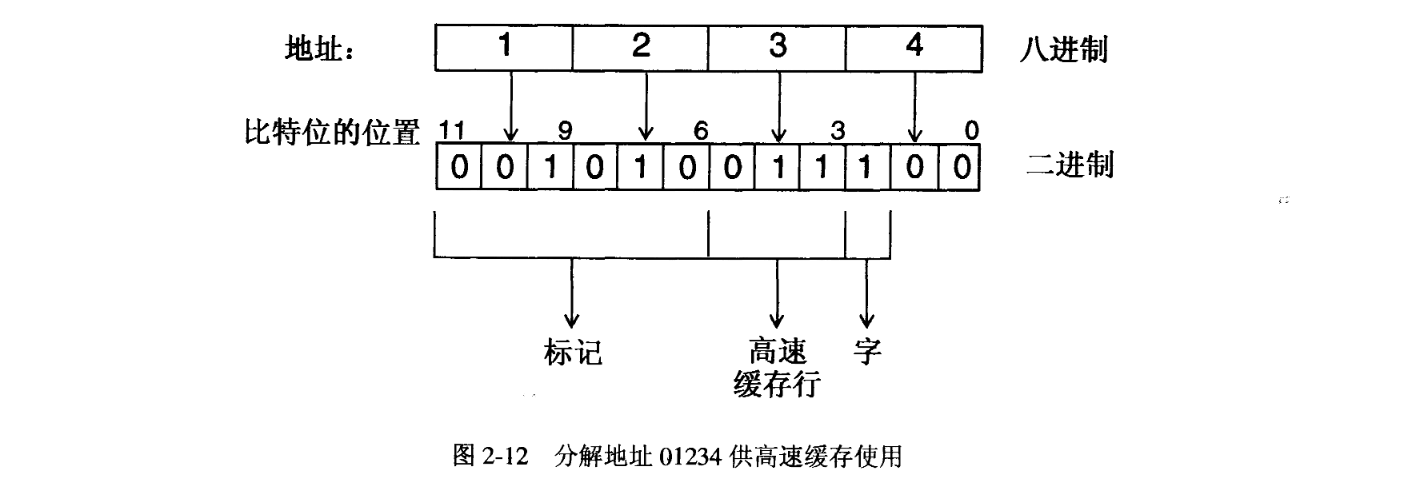 地址： 1 2 3 4 八进制
比特位的位置 11 9 6 3 0
0 0 1 0 1 0 0 1 1 1 0 0 二进制
标记 高速 字
缓存行
图 2-12 分解地址 01234 供高速缓存使用